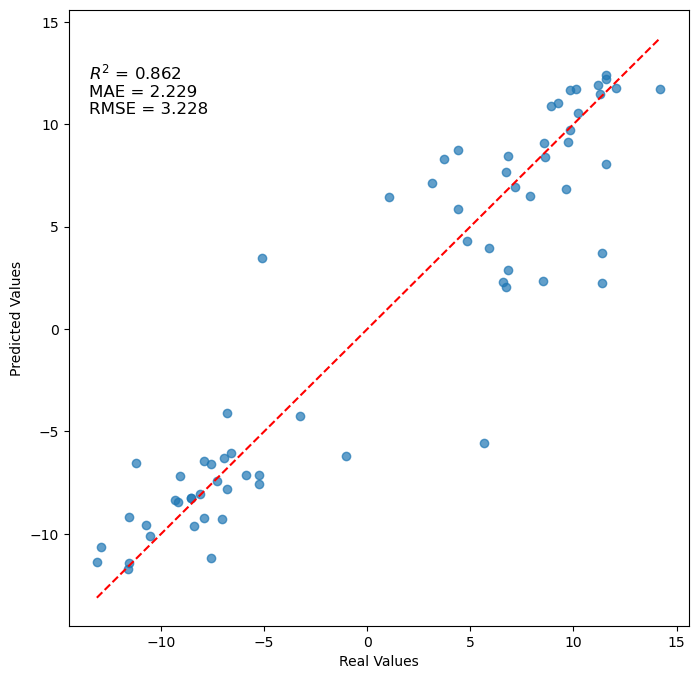 15
10
5
0
−5
−10
Predicted Values
R² = 0.862
MAE = 2.229
RMSE = 3.228
−10 −5 0 5 10 15
Real Values